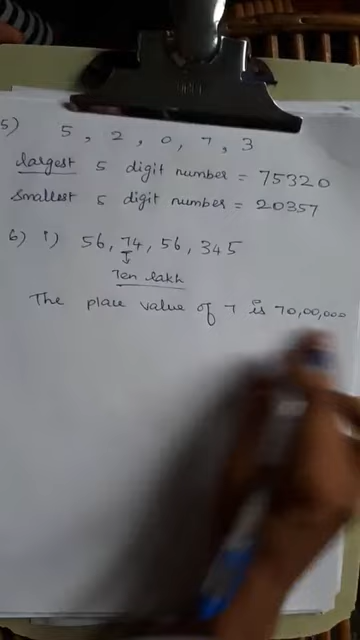 5) 5, 2, 0, 7, 3
largest 5 digit number = 75320
Smallest 5 digit number = 20357
6) i) 56, 74, 56, 345
Ten lakh
The place value of 7 is 70,00,000